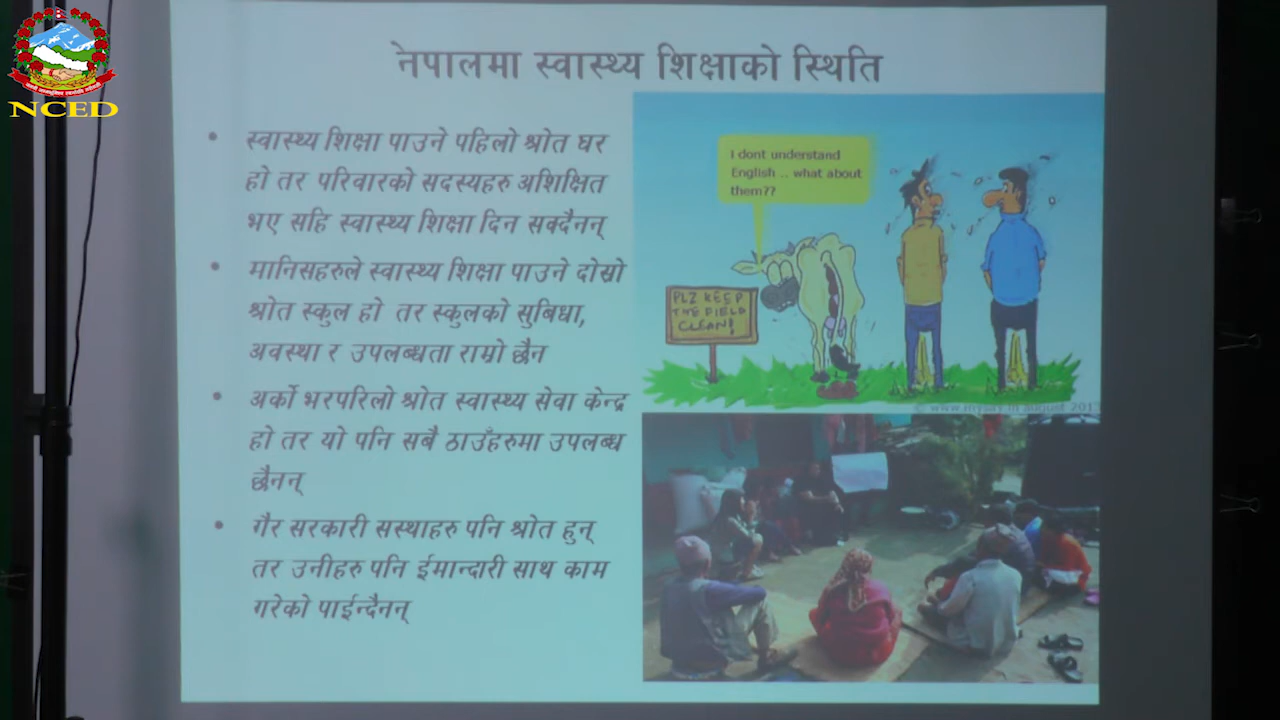 NCED
नेपालमा स्वास्थ्य शिक्षाको स्थिति
स्वास्थ्य शिक्षा पाउने पहिलो श्रोत घर
हो तर परिवारको सदस्यहरु अशिक्षित
भए सहि स्वास्थ्य शिक्षा दिन सक्दैनन्
मानिसहरुले स्वास्थ्य शिक्षा पाउने दोस्रो
श्रोत स्कुल हो तर स्कुलको सुबिधा,
अवस्था र उपलब्धता राम्रो छैन
अर्को भरपरिलो श्रोत स्वास्थ्य सेवा केन्द्र
हो तर यो पनि सबै ठाउँहरुमा उपलब्ध
छैनन्
गैर सरकारी सस्थाहरु पनि श्रोत हुन्
तर उनीहरु पनि ईमान्दारी साथ काम
गरेको पाईन्दैनन्
i dont understand
English .. what about
them??
PLZ KEEP
THE FIELD
CLEAN!